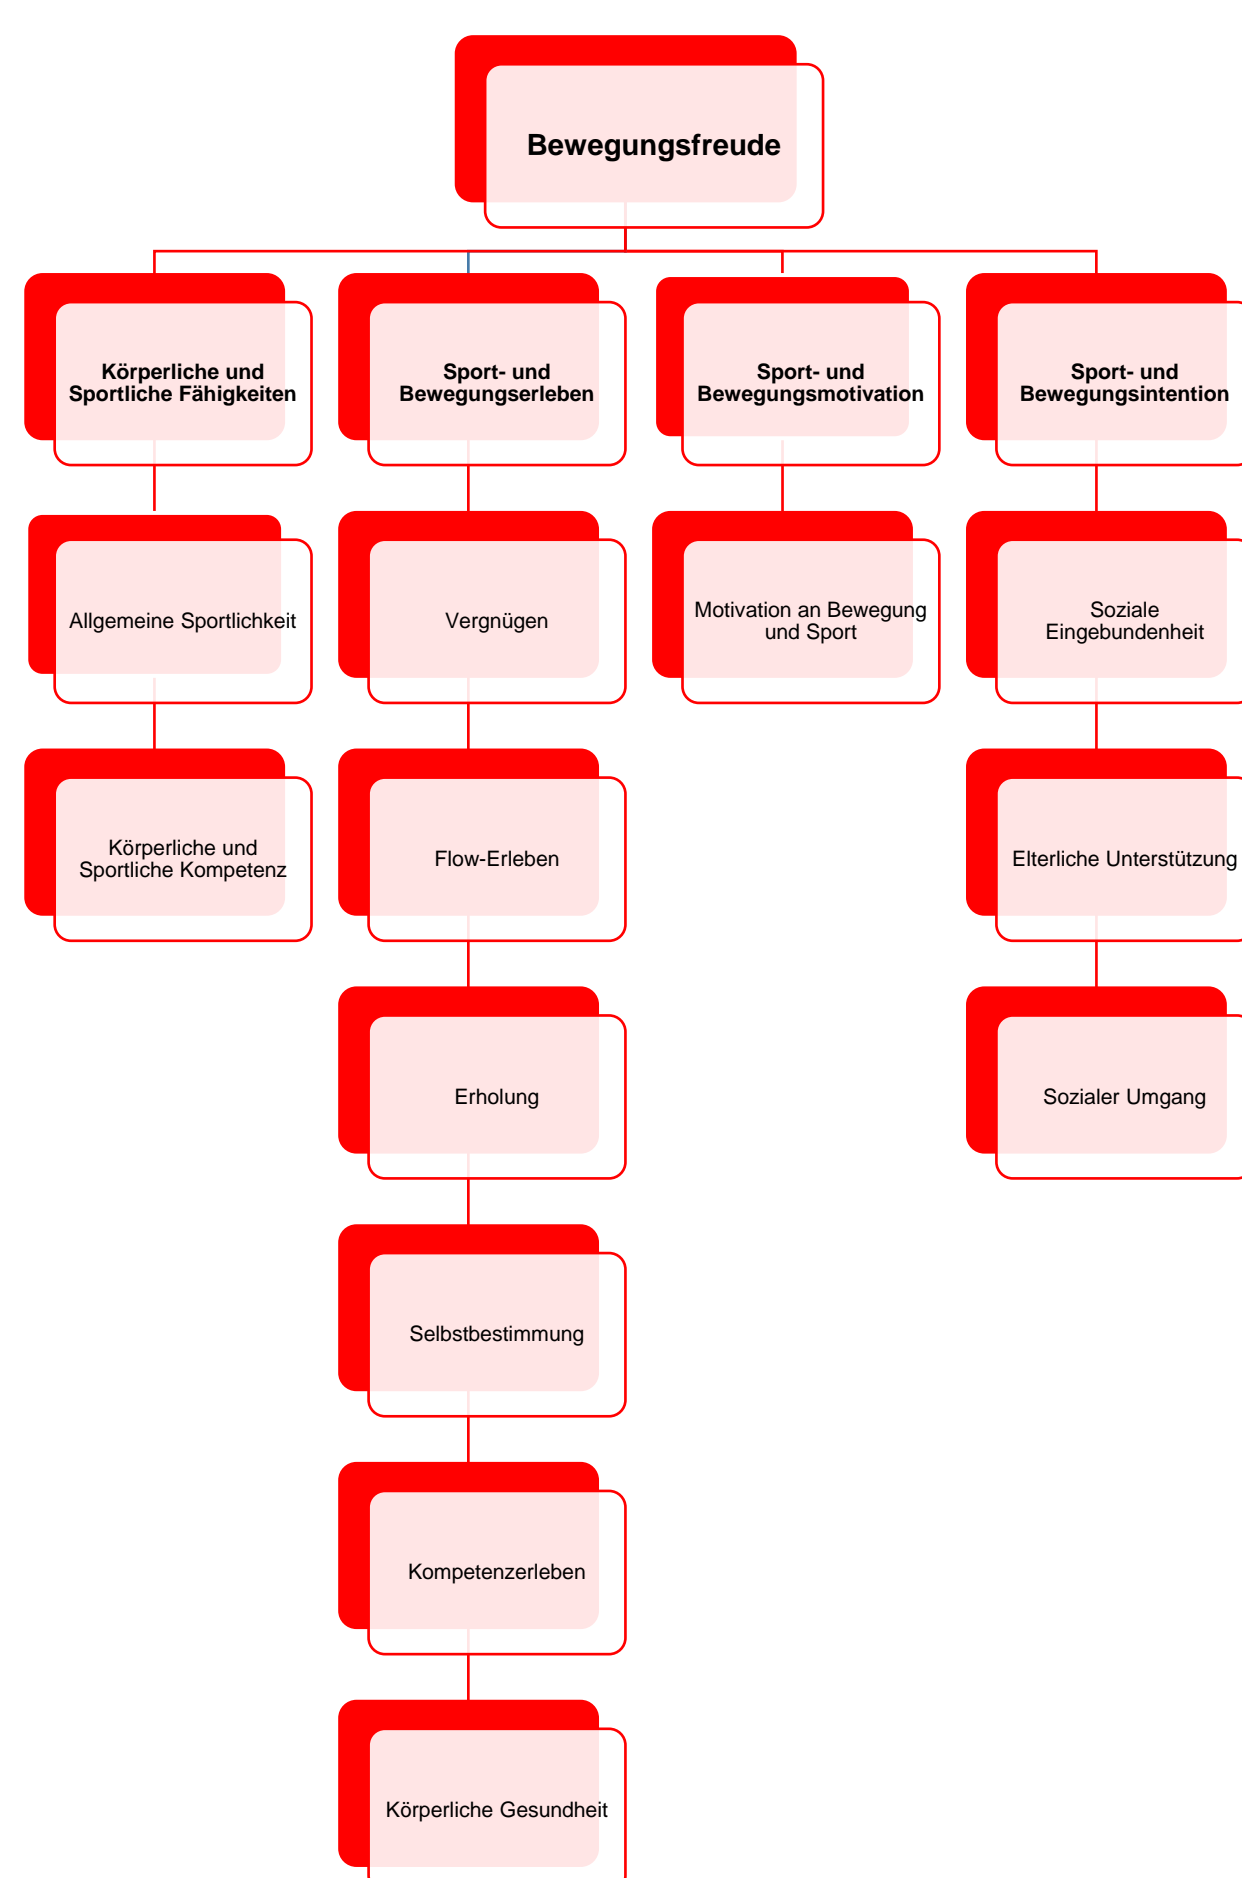 Bewegungsfreude
Körperliche und
Sportliche Fähigkeiten
Sport- und
Bewegungserleben
Sport- und
Bewegungsmotivation
Sport- und
Bewegungsintention
Allgemeine Sportlichkeit
Vergnügen
Motivation an Bewegung
und Sport
Soziale
Eingebundenheit
Körperliche und
Sportliche Kompetenz
Flow-Erleben
Elterliche Unterstützung
Erholung
Sozialer Umgang
Selbstbestimmung
Kompetenzerleben
Körperliche Gesundheit